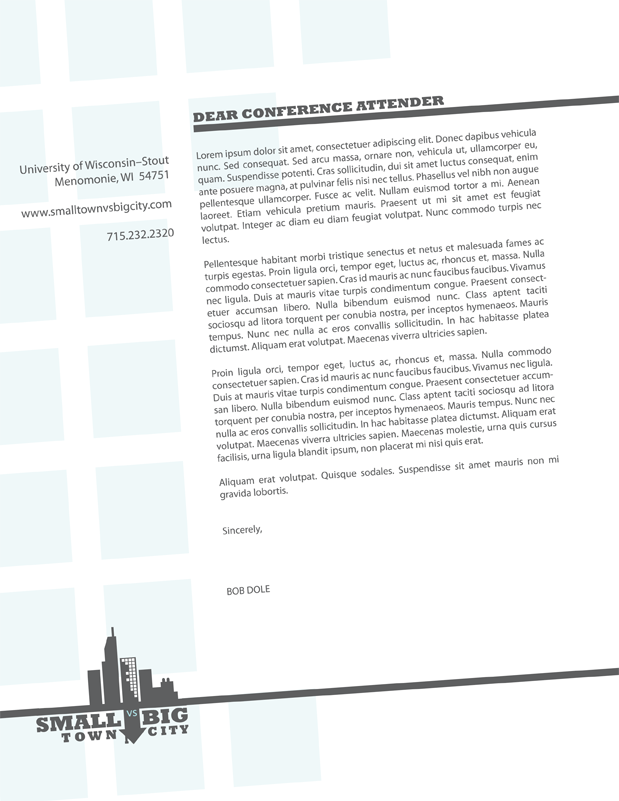 DEAR CONFERENCE ATTENDER
University of Wisconsin–Stout
Menomonie, WI 54751
www.smalltownvsbigcity.com
715.232.2320
Lorem ipsum dolor sit amet, consectetuer adipiscing elit. Donec dapibus vehicula
nunc. Sed consequat. Sed arcu massa, ornare non, vehicula ut, ullamcorper eu,
quam. Suspendisse potenti. Cras sollicitudin, dui sit amet luctus consequat, enim
ante posuere magna, at pulvinar felis nisi nec tellus. Phasellus vel nibh non augue
pellentesque ullamcorper. Fusce ac velit. Nullam euismod tortor a mi. Aenean
laoreet. Etiam vehicula pretium mauris. Praesent ut mi sit amet est feugiat
volutpat. Integer ac diam eu diam feugiat volutpat. Nunc commodo turpis nec
lectus.
Pellentesque habitant morbi tristique senectus et netus et malesuada fames ac
turpis egestas. Proin ligula orci, tempor eget, luctus ac, rhoncus et, massa. Nulla
commodo consectetuer sapien. Cras id mauris ac nunc faucibus faucibus. Vivamus
nec ligula. Duis at mauris vitae turpis condimentum congue. Praesent consect-
etuer accumsan libero. Nulla bibendum euismod nunc. Class aptent taciti
sociosqu ad litora torquent per conubia nostra, per inceptos hymenaeos. Mauris
tempus. Nunc nec nulla ac eros convallis sollicitudin. In hac habitasse platea
dictumst. Aliquam erat volutpat. Maecenas viverra ultricies sapien.
Proin ligula orci, tempor eget, luctus ac, rhoncus et, massa. Nulla commodo
consectetuer sapien. Cras id mauris ac nunc faucibus faucibus. Vivamus nec ligula.
Duis at mauris vitae turpis condimentum congue. Praesent consectetuer accum-
san libero. Nulla bibendum euismod nunc. Class aptent taciti sociosqu ad litora
torquent per conubia nostra, per inceptos hymenaeos. Mauris tempus. Nunc nec
nulla ac eros convallis sollicitudin. In hac habitasse platea dictumst. Aliquam erat
volutpat. Maecenas viverra ultricies sapien. Maecenas molestie, urna quis cursus
facilisis, urna ligula blandit ipsum, non placerat mi nisi quis erat.
Aliquam erat volutpat. Quisque sodales. Suspendisse sit amet mauris non mi
gravida lobortis.
Sincerely,
BOB DOLE
SMALL VS BIG
TOWN CITY